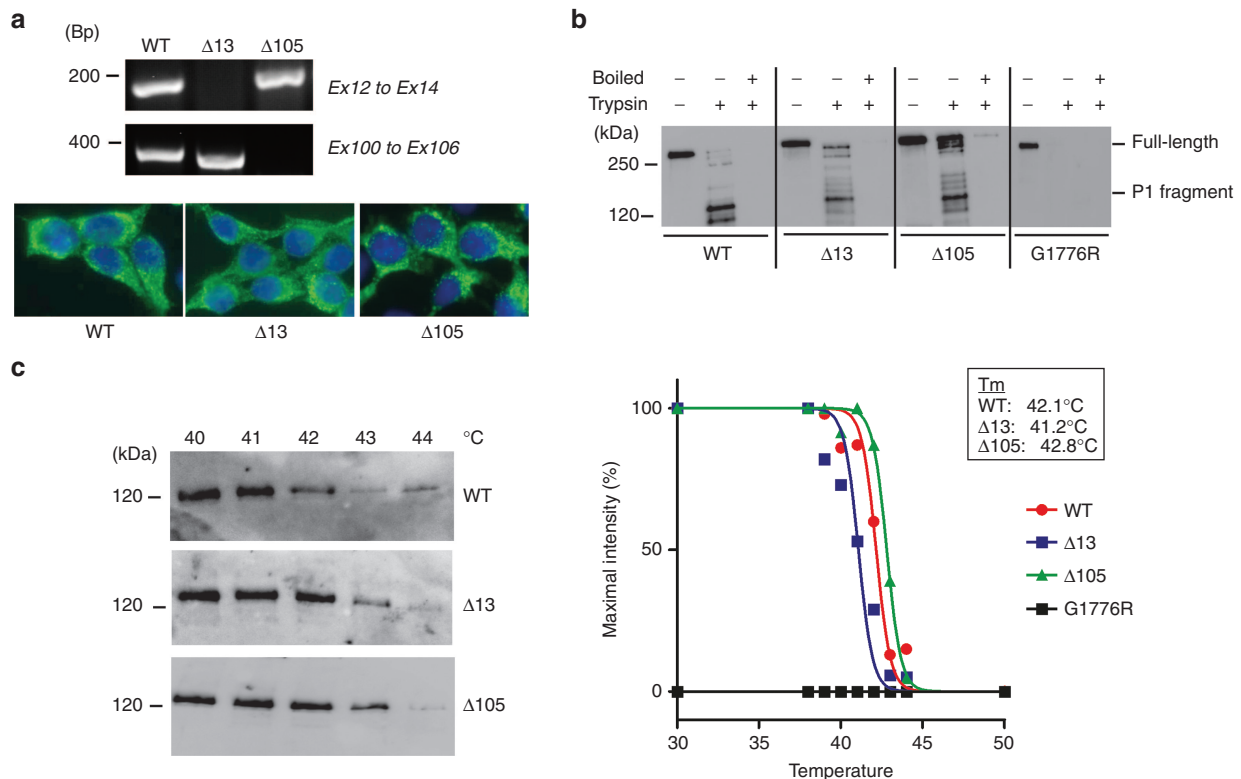 a
(Bp)
WT Δ13 Δ105
200
Ex12 to Ex14
400
Ex100 to Ex106
WT Δ13 Δ105
b
Boiled – – + – – + – – + – – +
Trypsin – + + – + + – + + – + +
(kDa)
250
120
Full-length
P1 fragment
WT Δ13 Δ105 G1776R
c
40 41 42 43 44 °C
(kDa)
120 WT
120 Δ13
120 Δ105
Maximal intensity (%)
100
50
0
30 35 40 45 50
Temperature
Tm
WT: 42.1°C
Δ13: 41.2°C
Δ105: 42.8°C
WT
Δ13
Δ105
G1776R